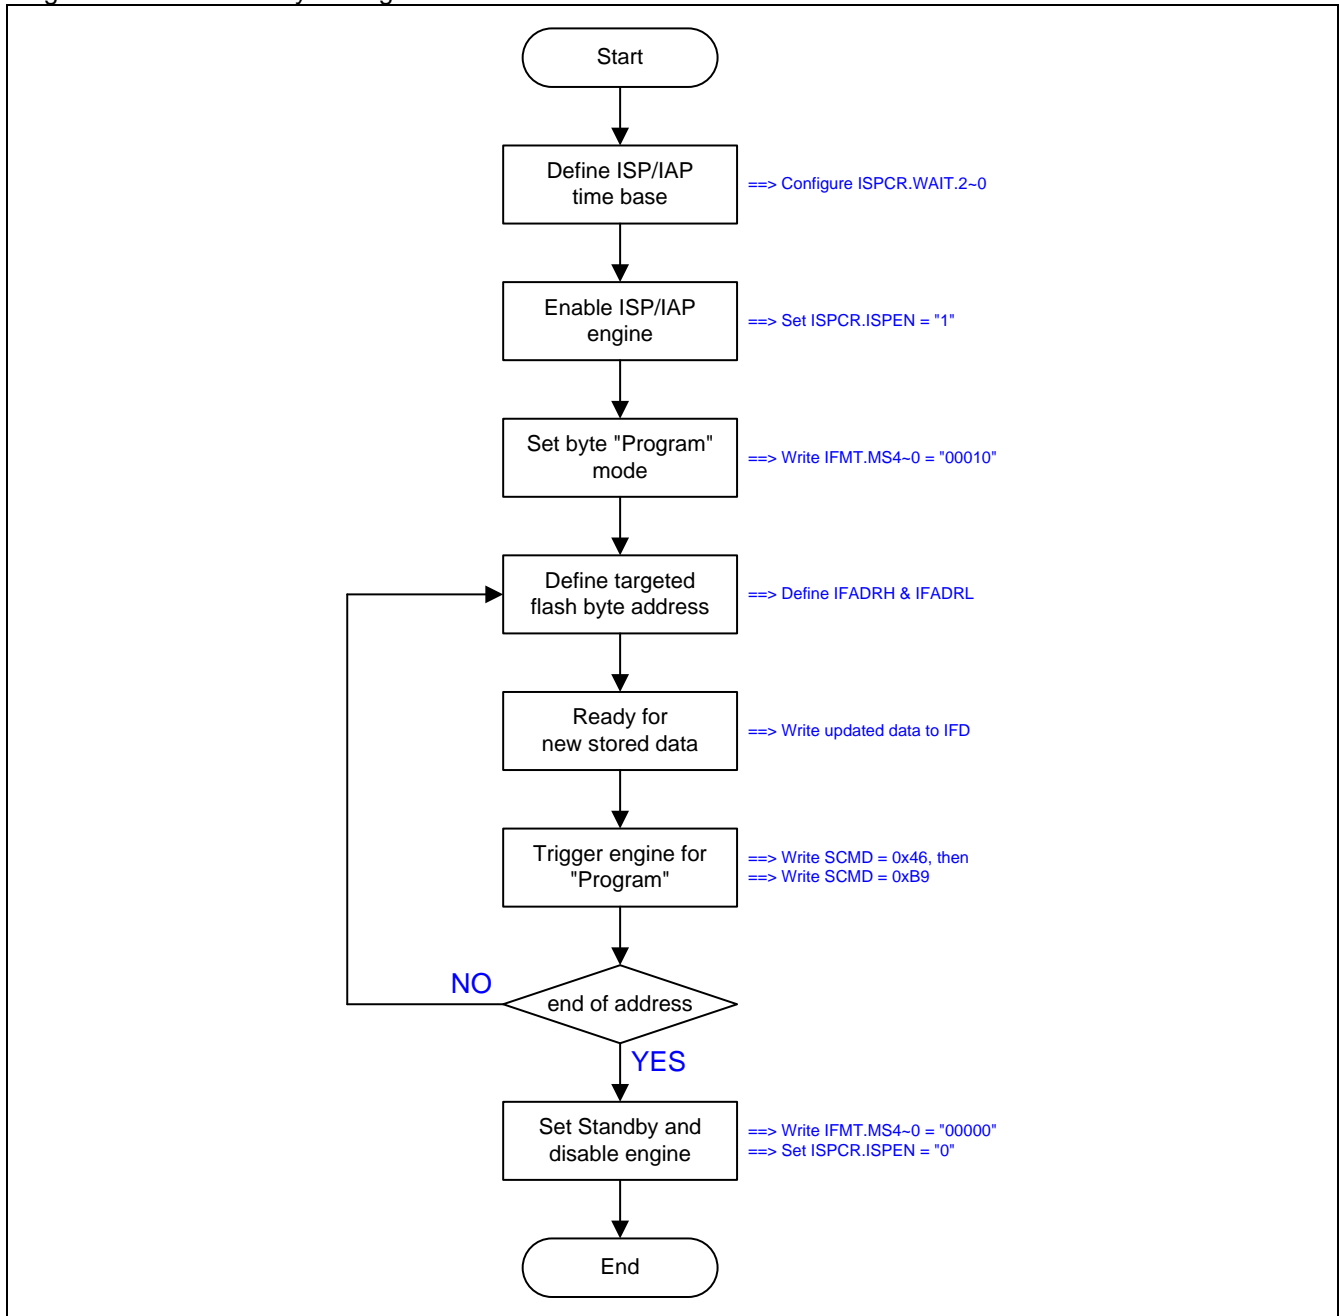 Start
Define ISP/IAP
time base
==> Configure ISPCR.WAIT.2~0
Enable ISP/IAP
engine
==> Set ISPCR.ISPEN = "1"
Set byte "Program"
mode
==> Write IFMT.MS4~0 = "00010"
Define targeted
flash byte address
==> Define IFADRH & IFADRL
Ready for
new stored data
==> Write updated data to IFD
Trigger engine for
"Program"
==> Write SCMD = 0x46, then
==> Write SCMD = 0xB9
NO
end of address
YES
Set Standby and
disable engine
==> Write IFMT.MS4~0 = "00000"
==> Set ISPCR.ISPEN = "0"
End